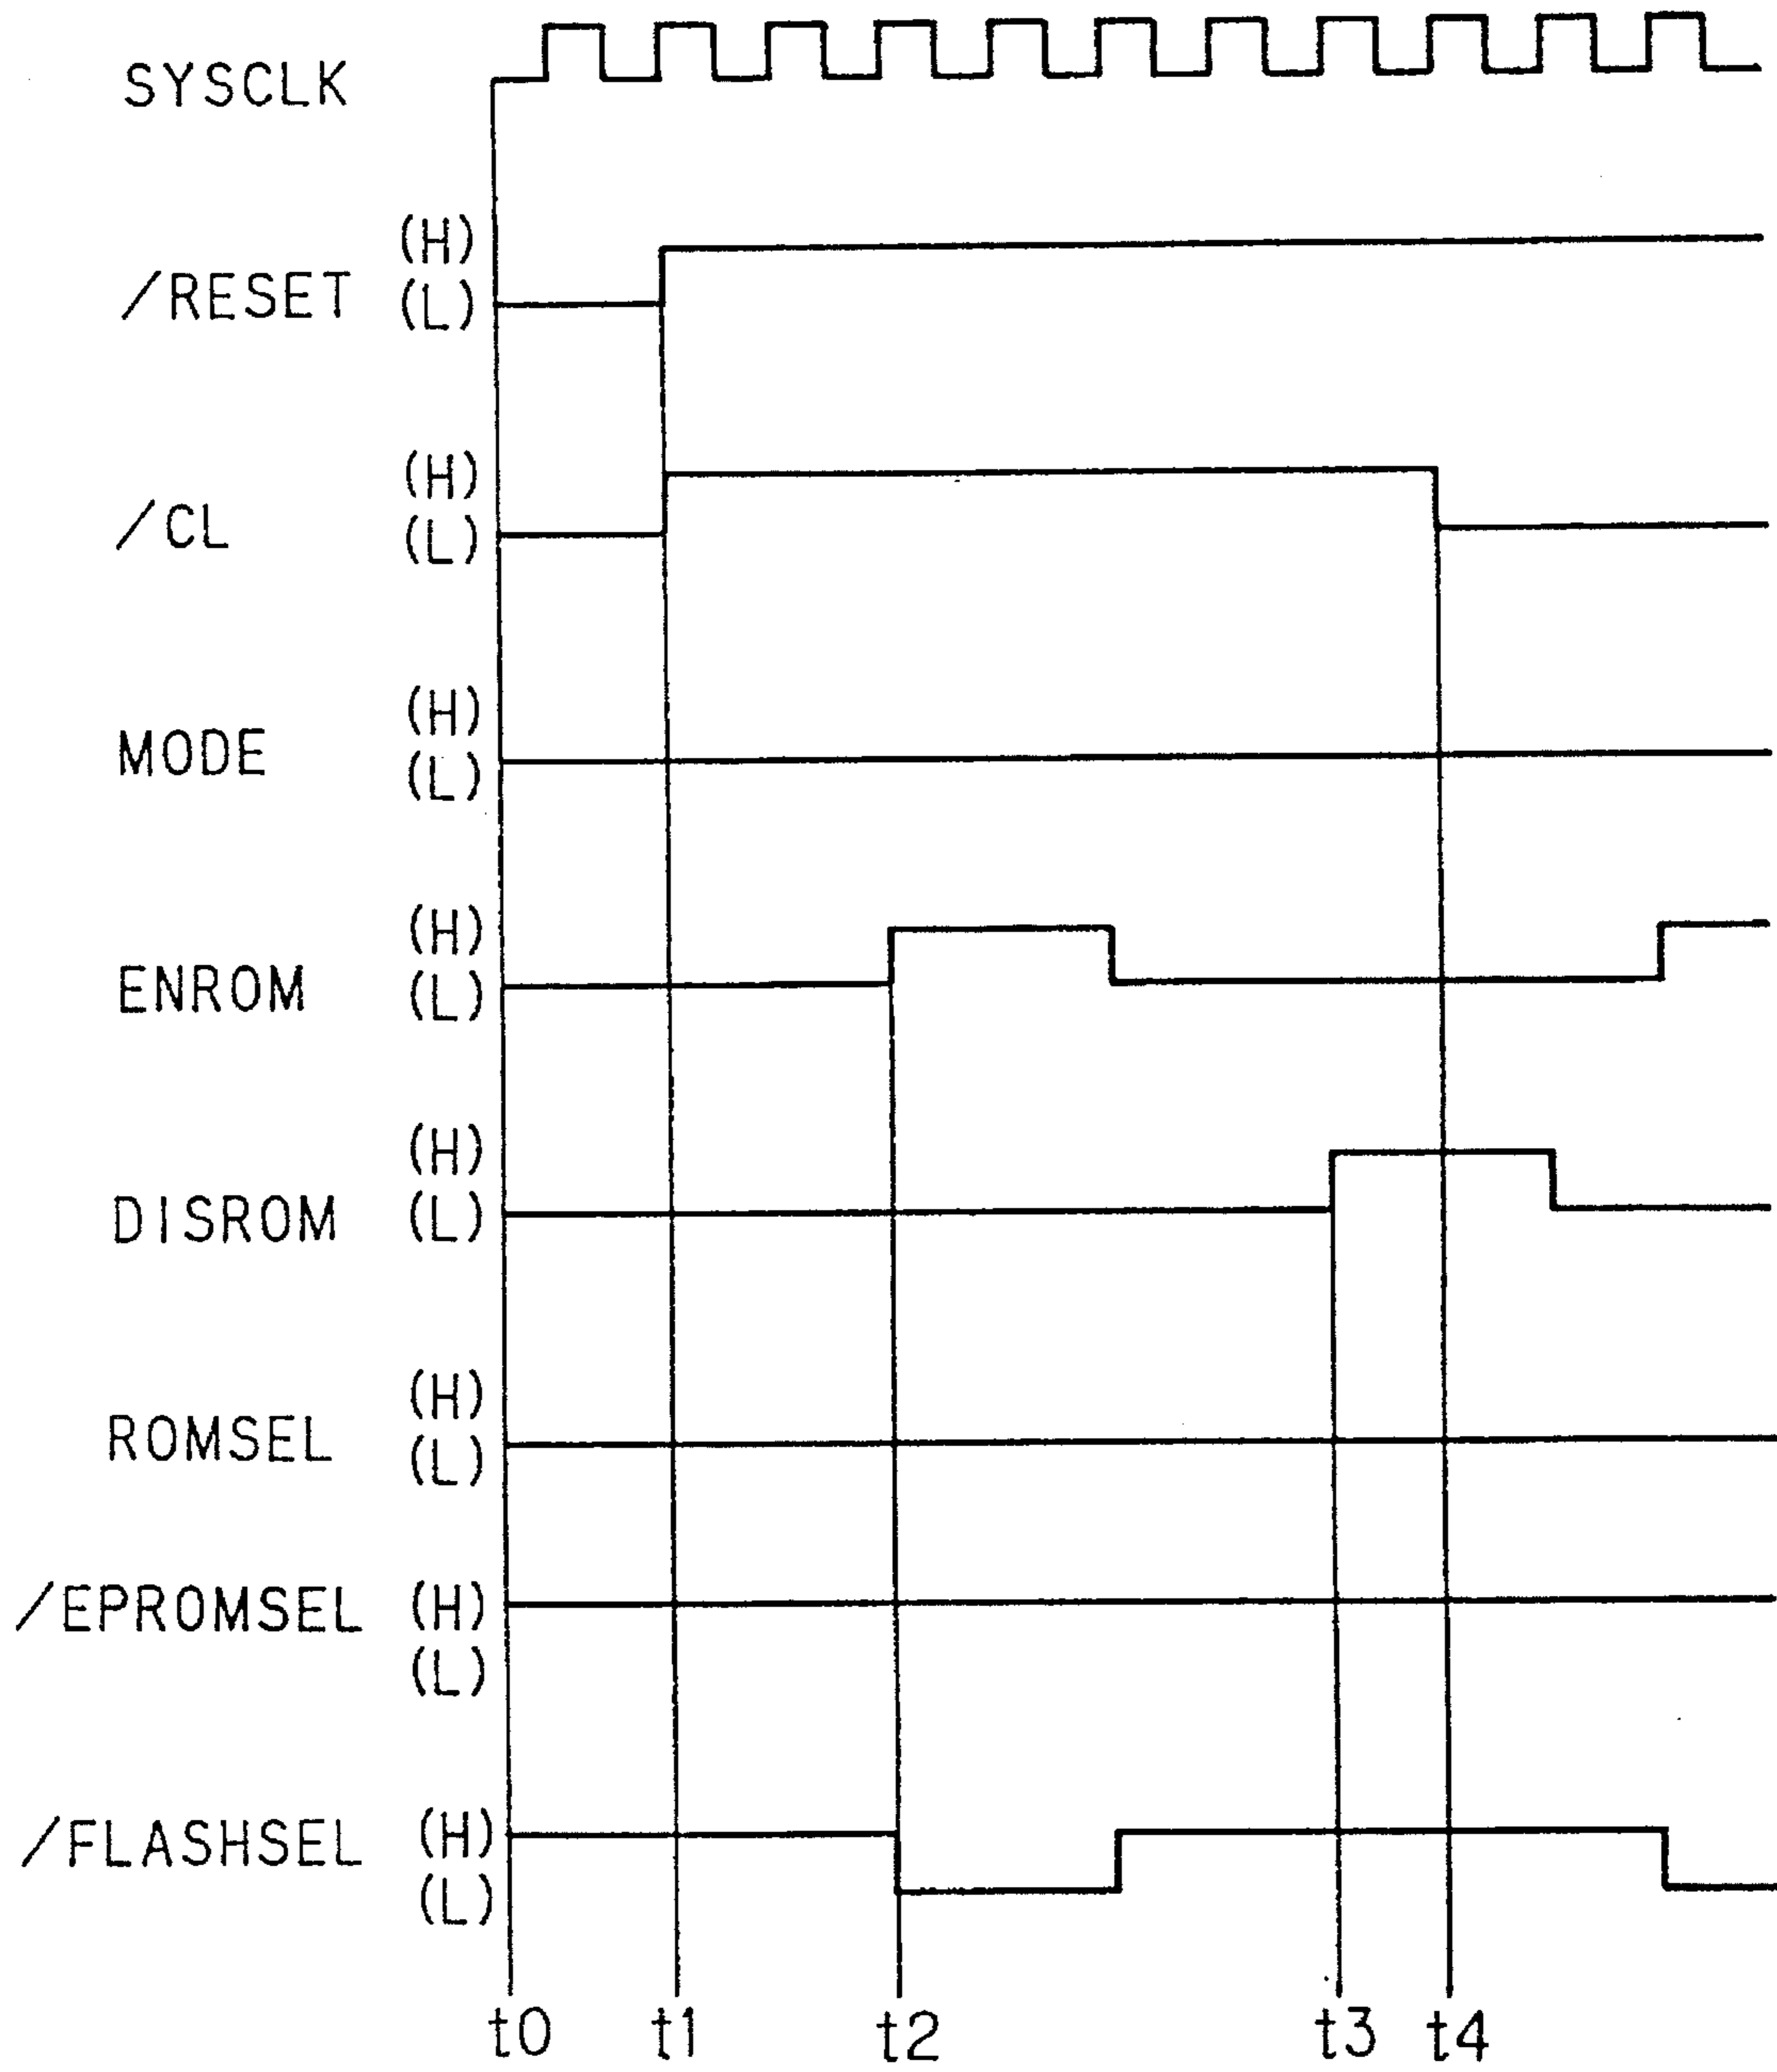 SYSCLK
(H)
/RESET (L)
(H)
/CL (L)
(H)
MODE (L)
(H)
ENROM (L)
(H)
DISROM (L)
(H)
ROMSEL (L)
/EPROMSEL (H)
(L)
/FLASHSEL (H)
(L)
t0 t1 t2 t3 t4